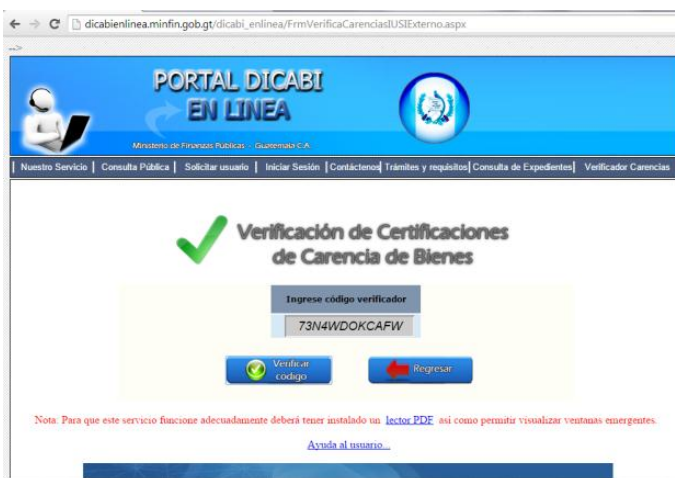 dicabienlinea.minfin.gob.gt/dicabi_enlinea/FrmVerificaCarenciasIUSIExterno.aspx
-->
PORTAL DICABI
EN LINEA
Ministerio de Finanzas Públicas - Guatemala C.A.
| Nuestro Servicio | Consulta Pública | Solicitar usuario | Iniciar Sesión |Contáctenos| Trámites y requisitos| Consulta de Expedientes| Verificador Carencias
Verificación de Certificaciones
de Carencia de Bienes
Ingrese código verificador
73N4WDOKCAFW
Verificar
código
Regresar
Nota. Para que este servicio funcione adecuadamente deberá tener instalado un lector PDF asi como permitir visualizar ventanas emergentes.
Ayuda al usuario...